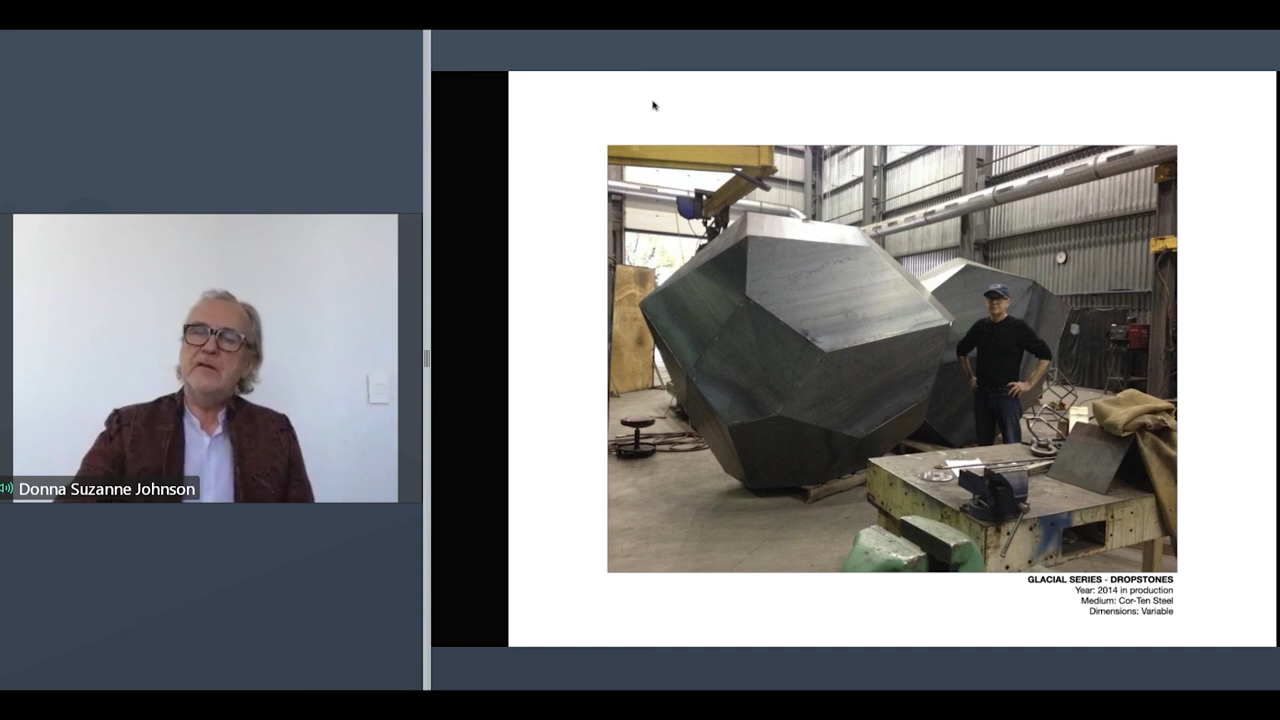 Donna Suzanne Johnson
GLACIAL SERIES - DROPSTONES
Year: 2014 in production
Medium: Cor-Ten Steel
Dimensions: Variable